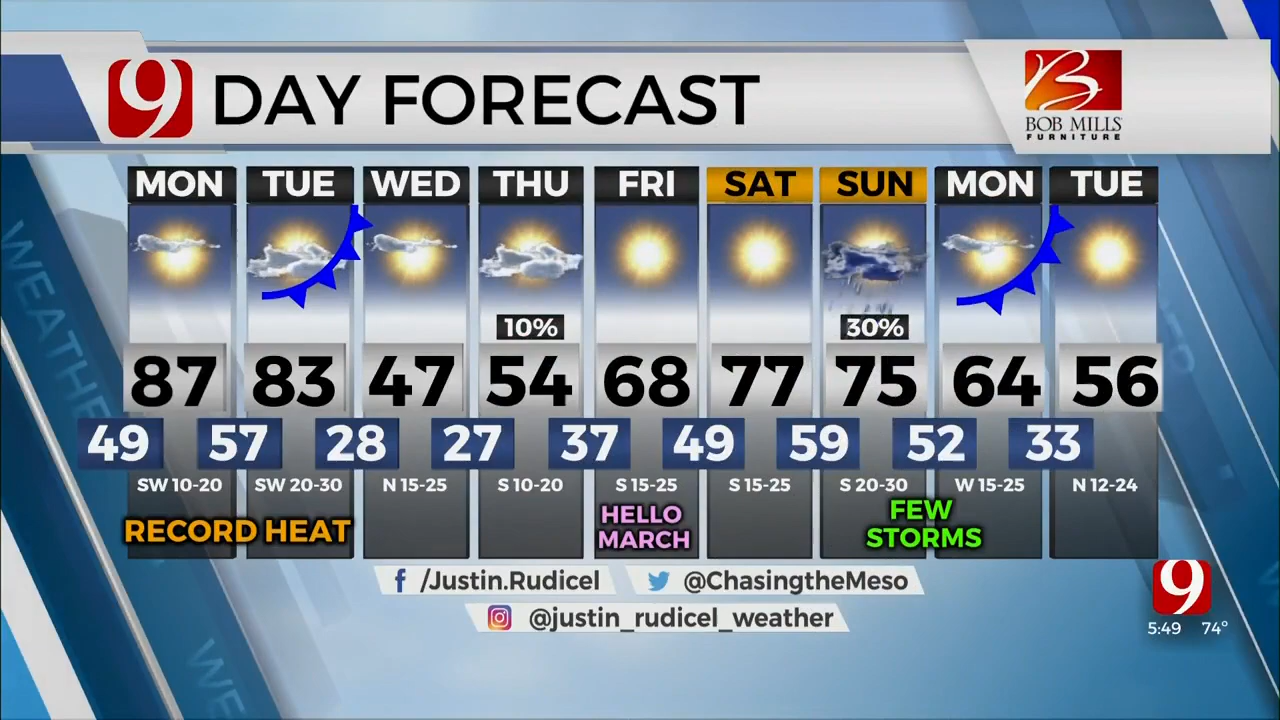 9 DAY FORECAST
B
BOB MILLS
FURNITURE
MON TUE WED THU FRI SAT SUN MON TUE
10% 30%
87 83 47 54 68 77 75 64 56
49 57 28 27 37 49 59 52 33
SW 10-20 SW 20-30 N 15-25 S 10-20 S 15-25 S 15-25 S 20-30 W 15-25 N 12-24
RECORD HEAT
HELLO
MARCH
FEW
STORMS
f /Justin.Rudicel @ChasingtheMeso
@justin_rudicel_weather
9
5:49 74°
WEATHE
WE